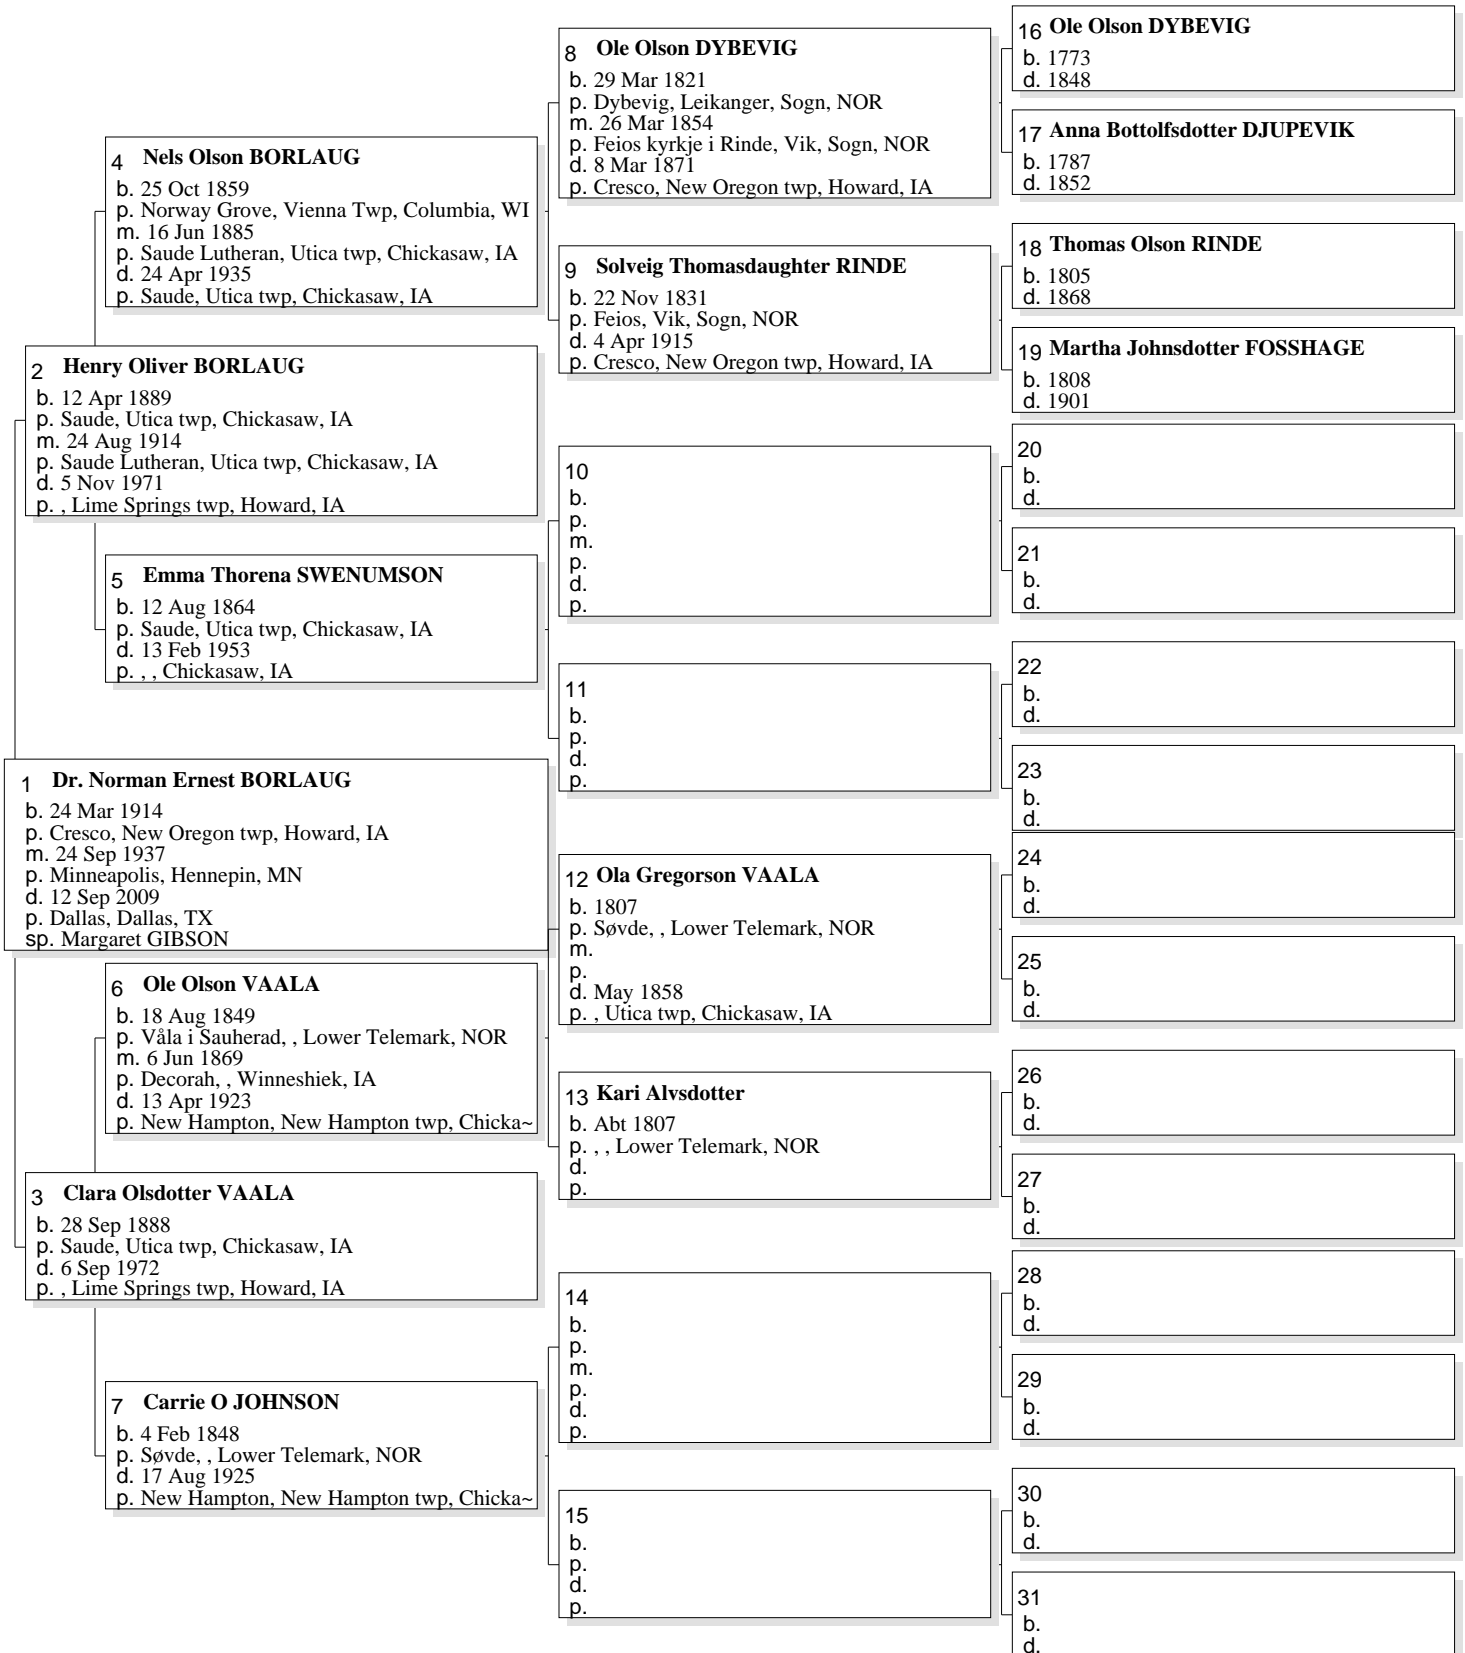 1 Dr. Norman Ernest BORLAUG
b. 24 Mar 1914
p. Cresco, New Oregon twp, Howard, IA
m. 24 Sep 1937
p. Minneapolis, Hennepin, MN
d. 12 Sep 2009
p. Dallas, Dallas, TX
sp. Margaret GIBSON
2 Henry Oliver BORLAUG
b. 12 Apr 1889
p. Saude, Utica twp, Chickasaw, IA
m. 24 Aug 1914
p. Saude Lutheran, Utica twp, Chickasaw, IA
d. 5 Nov 1971
p. , Lime Springs twp, Howard, IA
3 Clara Olsdotter VAALA
b. 28 Sep 1888
p. Saude, Utica twp, Chickasaw, IA
d. 6 Sep 1972
p. , Lime Springs twp, Howard, IA
4 Nels Olson BORLAUG
b. 25 Oct 1859
p. Norway Grove, Vienna Twp, Columbia, WI
m. 16 Jun 1885
p. Saude Lutheran, Utica twp, Chickasaw, IA
d. 24 Apr 1935
p. Saude, Utica twp, Chickasaw, IA
5 Emma Thorena SWENUMSON
b. 12 Aug 1864
p. Saude, Utica twp, Chickasaw, IA
d. 13 Feb 1953
p. , , Chickasaw, IA
6 Ole Olson VAALA
b. 18 Aug 1849
p. Våla i Sauherad, , Lower Telemark, NOR
m. 6 Jun 1869
p. Decorah, , Winneshiek, IA
d. 13 Apr 1923
p. New Hampton, New Hampton twp, Chicka~
7 Carrie O JOHNSON
b. 4 Feb 1848
p. Søvde, , Lower Telemark, NOR
d. 17 Aug 1925
p. New Hampton, New Hampton twp, Chicka~
8 Ole Olson DYBEVIG
b. 29 Mar 1821
p. Dybevig, Leikanger, Sogn, NOR
m. 26 Mar 1854
p. Feios kyrkje i Rinde, Vik, Sogn, NOR
d. 8 Mar 1871
p. Cresco, New Oregon twp, Howard, IA
9 Solveig Thomasdaughter RINDE
b. 22 Nov 1831
p. Feios, Vik, Sogn, NOR
d. 4 Apr 1915
p. Cresco, New Oregon twp, Howard, IA
10
b.
p.
m.
p.
d.
p.
11
b.
p.
d.
p.
12 Ola Gregorson VAALA
b. 1807
p. Søvde, , Lower Telemark, NOR
m.
p.
d. May 1858
p. , Utica twp, Chickasaw, IA
13 Kari Alvsdotter
b. Abt 1807
p. , , Lower Telemark, NOR
d.
p.
14
b.
p.
m.
p.
d.
p.
15
b.
p.
d.
p.
16 Ole Olson DYBEVIG
b. 1773
d. 1848
17 Anna Bottolfsdotter DJUPEVIK
b. 1787
d. 1852
18 Thomas Olson RINDE
b. 1805
d. 1868
19 Martha Johnsdotter FOSSHAGE
b. 1808
d. 1901
20
b.
d.
21
b.
d.
22
b.
d.
23
b.
d.
24
b.
d.
25
b.
d.
26
b.
d.
27
b.
d.
28
b.
d.
29
b.
d.
30
b.
d.
31
b.
d.